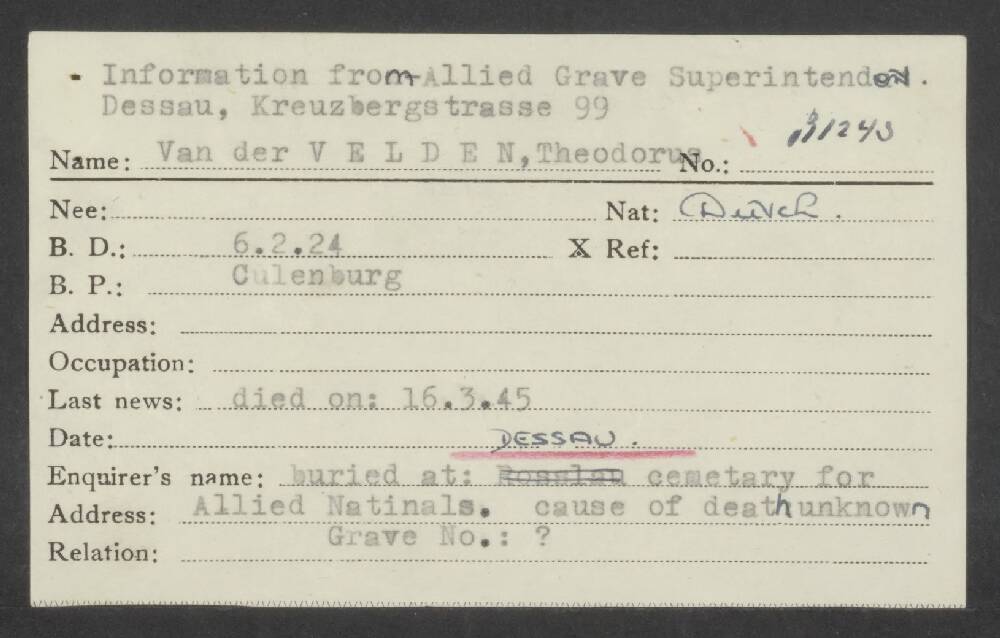 Information from Allied Grave Superintendent.
Dessau, Kreuzbergstrasse 99
Name: Van der V E L D E N, Theodorus No.:
Nee: Nat: Dutch.
B. D.: 6.2.24 X Ref:
B. P.: Culenburg
Address:
Occupation:
Last news: died on: 16.3.45
Date: DESSAU.
Enquirer's name: buried at: Rosslau cemetary for
Address: Allied Natinals. cause of death unknown
Grave No.: ?
Relation: